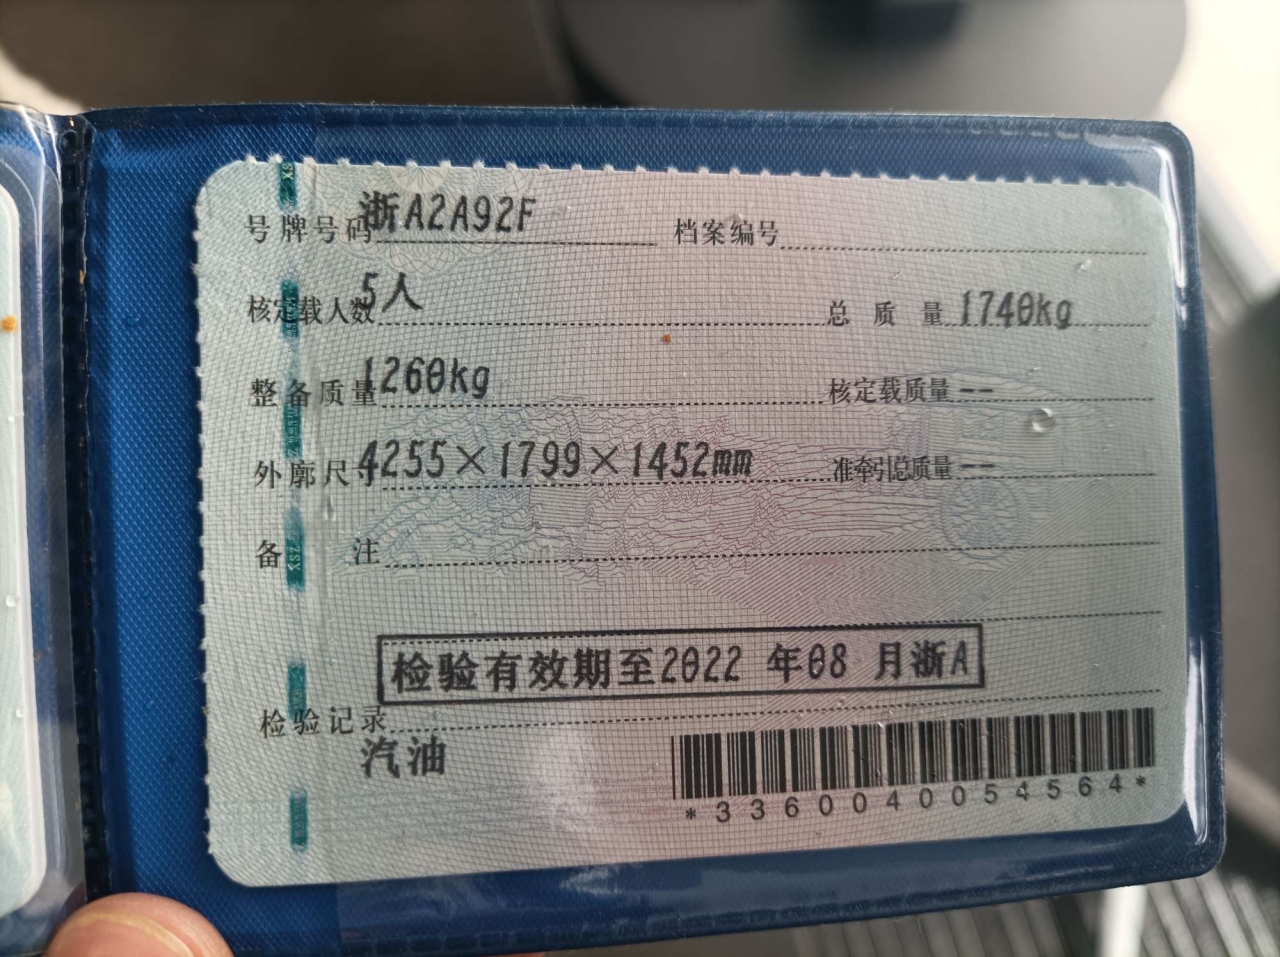 号牌号码 浙A2A92F 档案编号
核定载人数 5人 总质量 1740kg
整备质量 1260kg 核定载质量 --
外廓尺 4255×1799×1452mm 准牵引总质量 --
备注
检验有效期至2022 年08 月浙A
检验记录
汽油
*3360040054564*